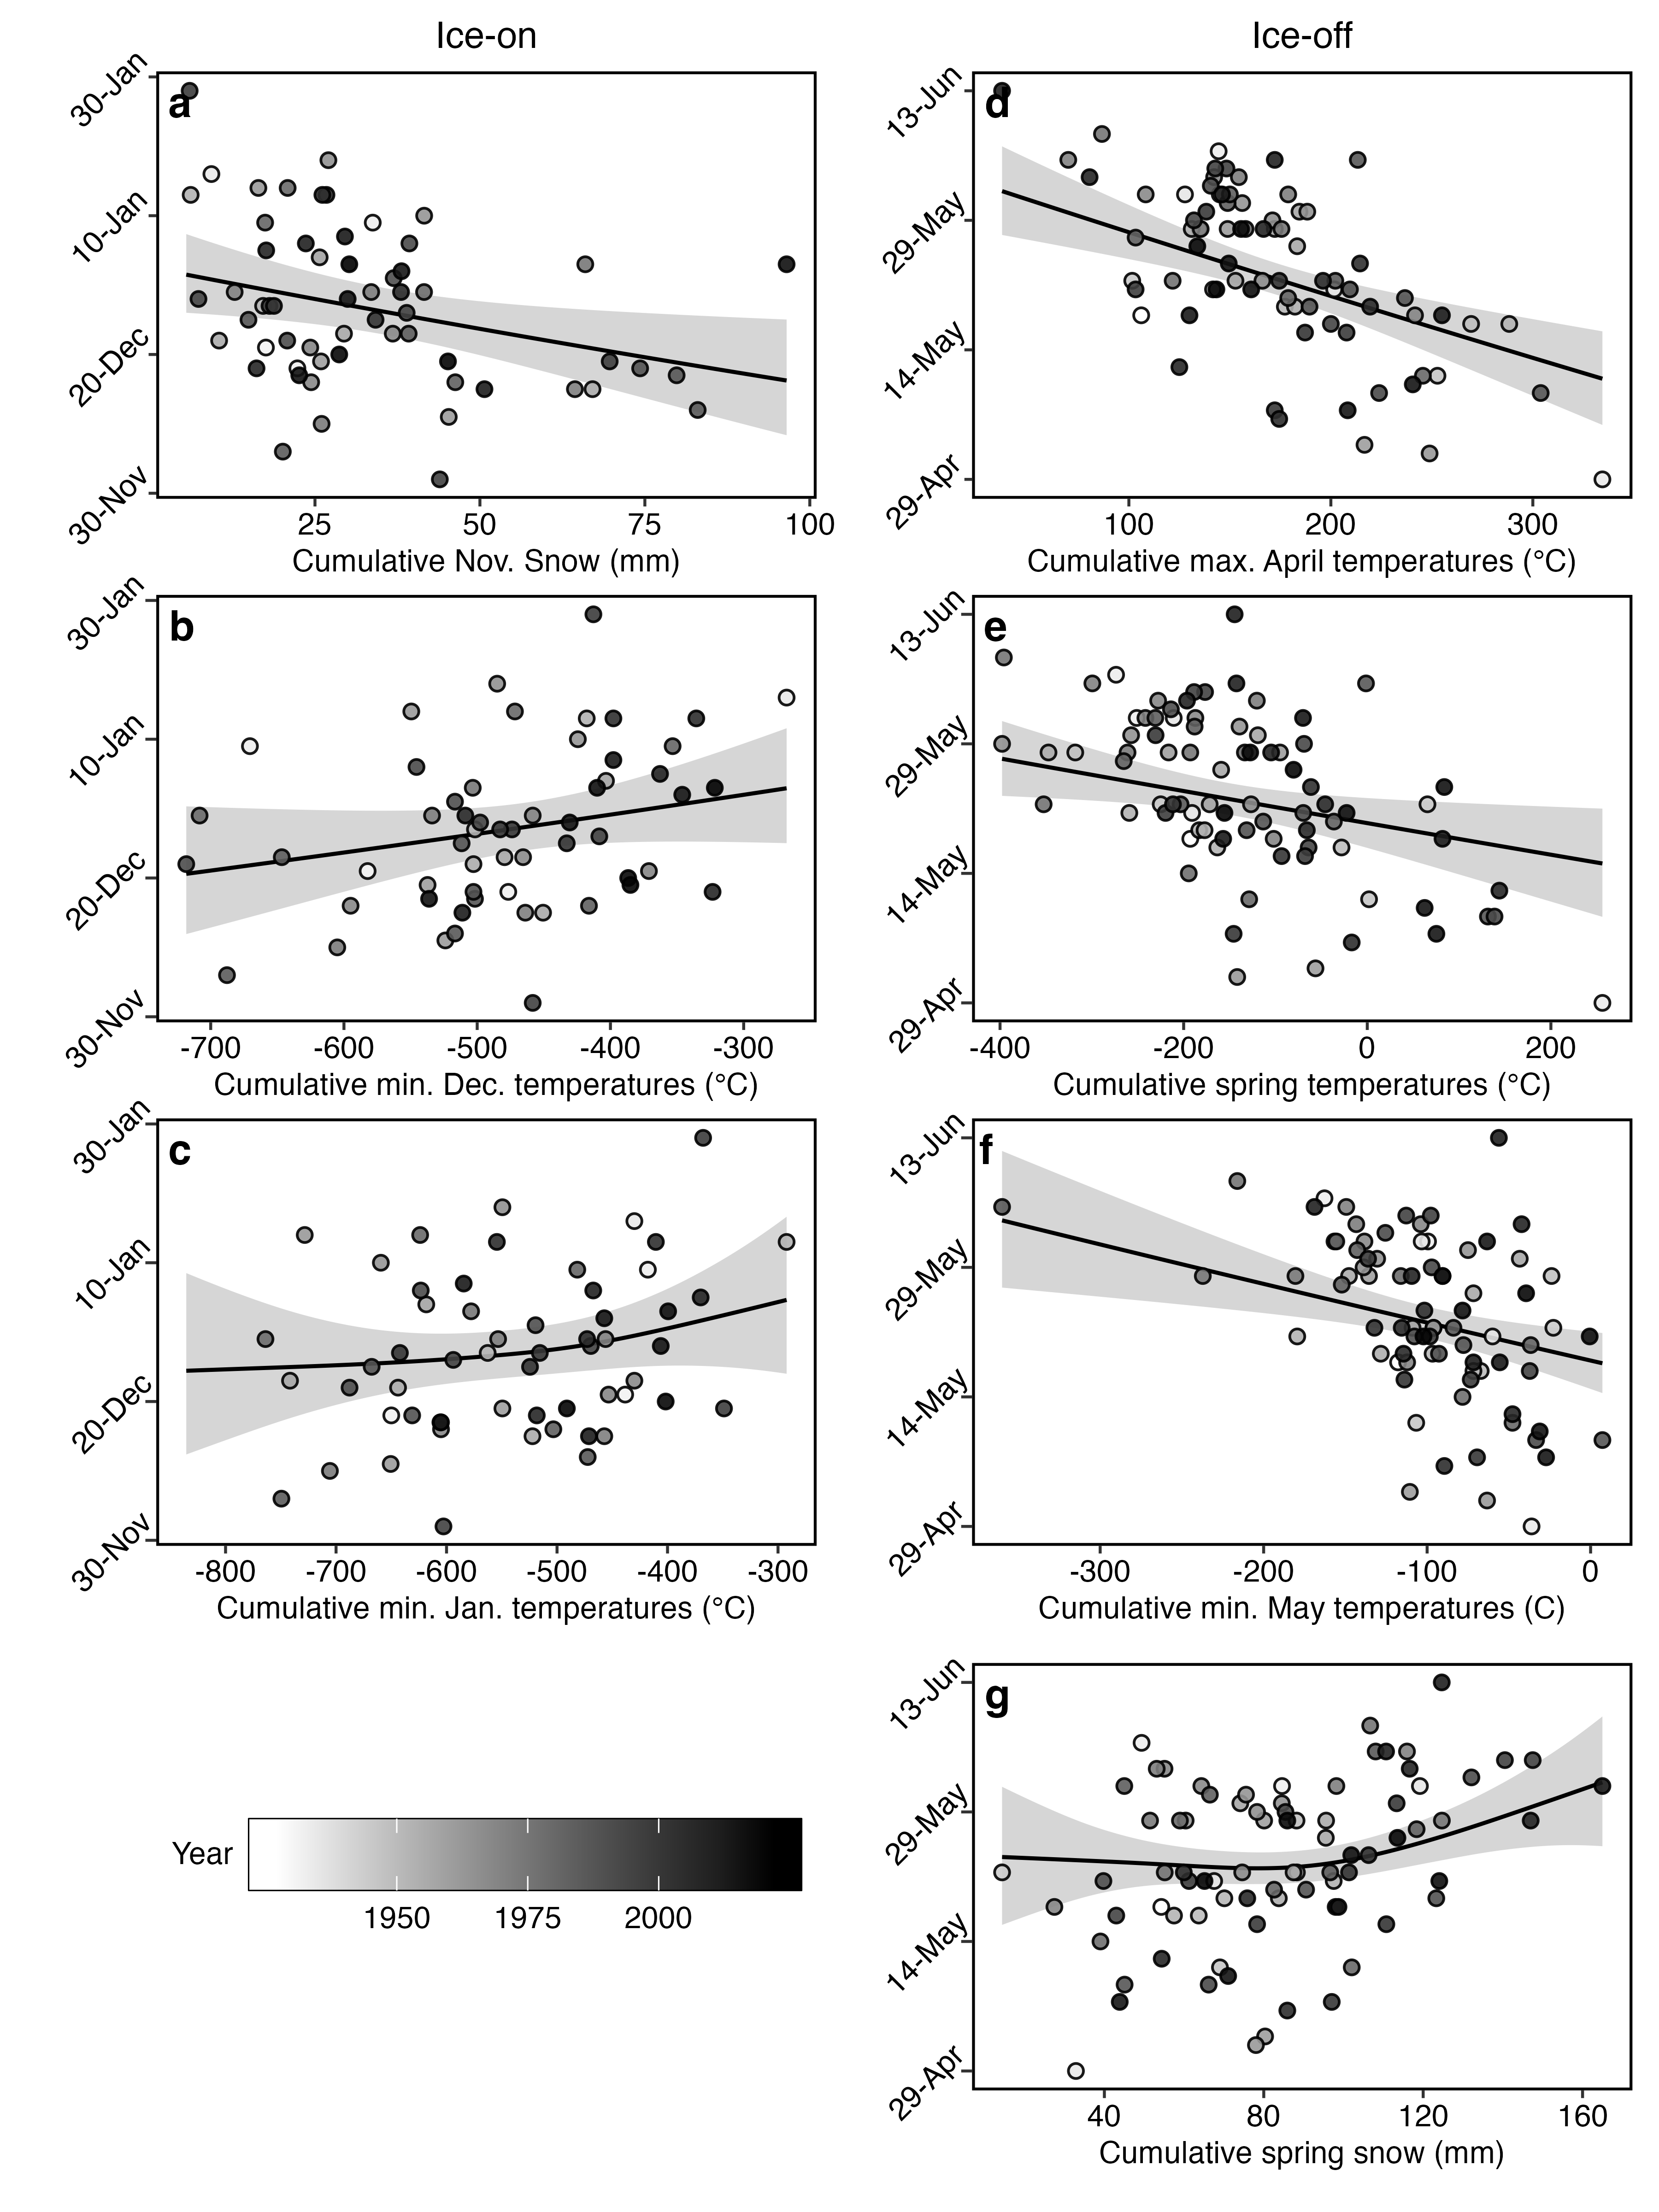 Ice-on
Ice-off
a
30-Jan
10-Jan
20-Dec
30-Nov
25 50 75 100
Cumulative Nov. Snow (mm)
d
13-Jun
29-May
14-May
29-Apr
100 200 300
Cumulative max. April temperatures (°C)
b
30-Jan
10-Jan
20-Dec
30-Nov
-700 -600 -500 -400 -300
Cumulative min. Dec. temperatures (°C)
e
13-Jun
29-May
14-May
29-Apr
-400 -200 0 200
Cumulative spring temperatures (°C)
c
30-Jan
10-Jan
20-Dec
30-Nov
-800 -700 -600 -500 -400 -300
Cumulative min. Jan. temperatures (°C)
f
13-Jun
29-May
14-May
29-Apr
-300 -200 -100 0
Cumulative min. May temperatures (C)
Year
1950 1975 2000
g
13-Jun
29-May
14-May
29-Apr
40 80 120 160
Cumulative spring snow (mm)